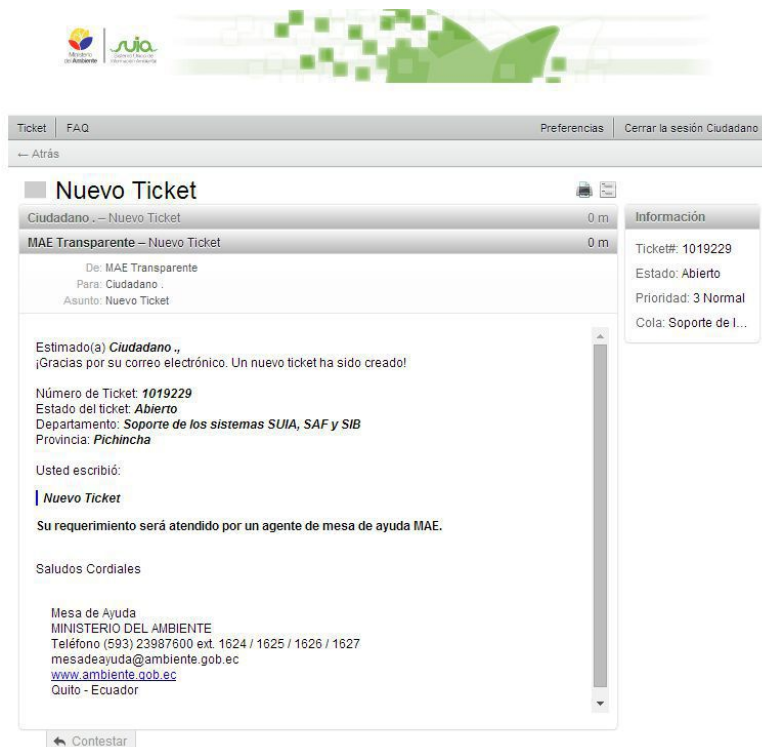 Ministerio
del Ambiente
suia
Ticket
FAQ
Preferencias
Cerrar la sesión Ciudadano
← Atrás
Nuevo Ticket
Ciudadano . – Nuevo Ticket
0 m
MAE Transparente – Nuevo Ticket
0 m
De: MAE Transparente
Para: Ciudadano .
Asunto: Nuevo Ticket
Información
Ticket#: 1019229
Estado: Abierto
Prioridad: 3 Normal
Cola: Soporte de l...
Estimado(a) Ciudadano .,
¡Gracias por su correo electrónico. Un nuevo ticket ha sido creado!
Número de Ticket: 1019229
Estado del ticket: Abierto
Departamento: Soporte de los sistemas SUIA, SAF y SIB
Provincia: Pichincha
Usted escribió:
Nuevo Ticket
Su requerimiento será atendido por un agente de mesa de ayuda MAE.
Saludos Cordiales
Mesa de Ayuda
MINISTERIO DEL AMBIENTE
Teléfono (593) 23987600 ext. 1624 / 1625 / 1626 / 1627
mesadeayuda@ambiente.gob.ec
www.ambiente.gob.ec
Quito - Ecuador
Contestar